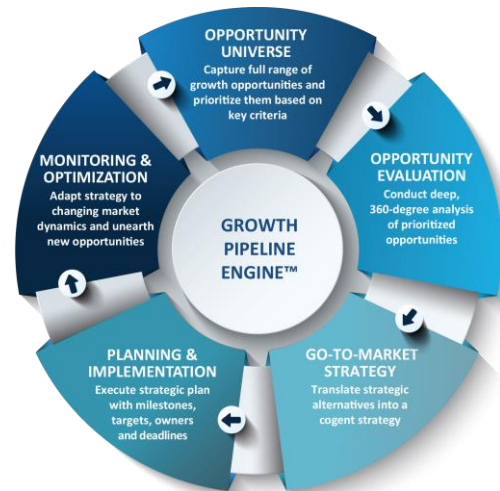 OPPORTUNITY
UNIVERSE
Capture full range of
growth opportunities and
prioritize them based on
key criteria
OPPORTUNITY
EVALUATION
Conduct deep,
360-degree analysis
of prioritized
opportunities
GO-TO-MARKET
STRATEGY
Translate strategic
alternatives into a
cogent strategy
PLANNING &
IMPLEMENTATION
Execute strategic plan
with milestones,
targets, owners
and deadlines
MONITORING &
OPTIMIZATION
Adapt strategy to
changing market
dynamics and unearth
new opportunities
GROWTH
PIPELINE
ENGINE™